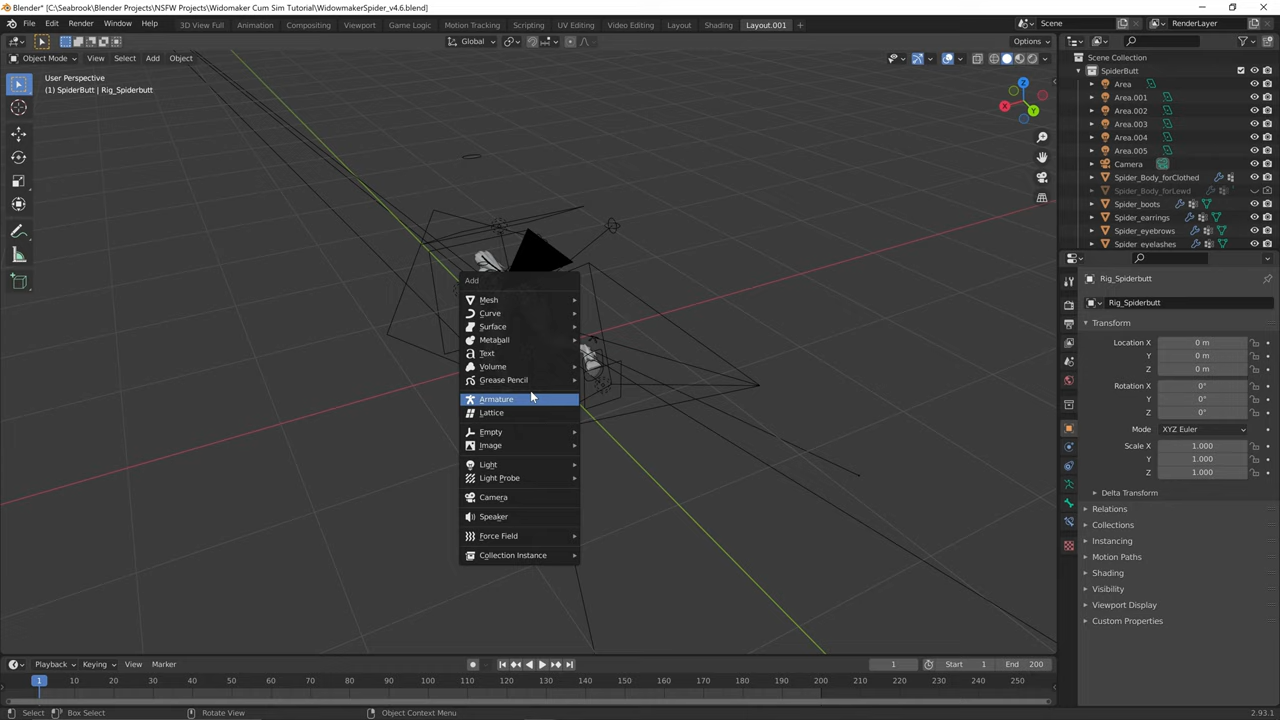 Blender* [C:\Seabrook\Blender Projects\NSFW Projects\Widomaker Cum Sim Tutorial\WidowmakerSpider_v4.6.blend]
File Edit Render Window Help 3D View Full Animation Compositing Viewport Game Logic Motion Tracking Scripting UV Editing Video Editing Layout Shading Layout.001 + Scene RenderLayer
Global Options
Object Mode View Select Add Object
User Perspective
(1) SpiderButt | Rig_Spiderbutt
Z
X
Y
Scene Collection
SpiderButt
Area
Area.001
Area.002
Area.003
Area.004
Area.005
Camera
Spider_Body_forClothed
Spider_Body_forLewd
Spider_boots
Spider_earrings
Spider_eyebrows
Spider_eyelashes
Add
Mesh
Curve
Surface
Metaball
Text
Volume
Grease Pencil
Armature
Lattice
Empty
Image
Light
Light Probe
Camera
Speaker
Force Field
Collection Instance
Rig_Spiderbutt
Rig_Spiderbutt
Transform
Location X 0 m
Y 0 m
Z 0 m
Rotation X 0°
Y 0°
Z 0°
Mode XYZ Euler
Scale X 1.000
Y 1.000
Z 1.000
Delta Transform
Relations
Collections
Instancing
Motion Paths
Shading
Visibility
Viewport Display
Custom Properties
Playback Keying View Marker 1 Start 1 End 200
1 10 20 30 40 50 60 70 80 90 100 110 120 130 140 150 160 170 180 190 200 210 220 230 240 250
Select Box Select Rotate View Object Context Menu 2.93.1